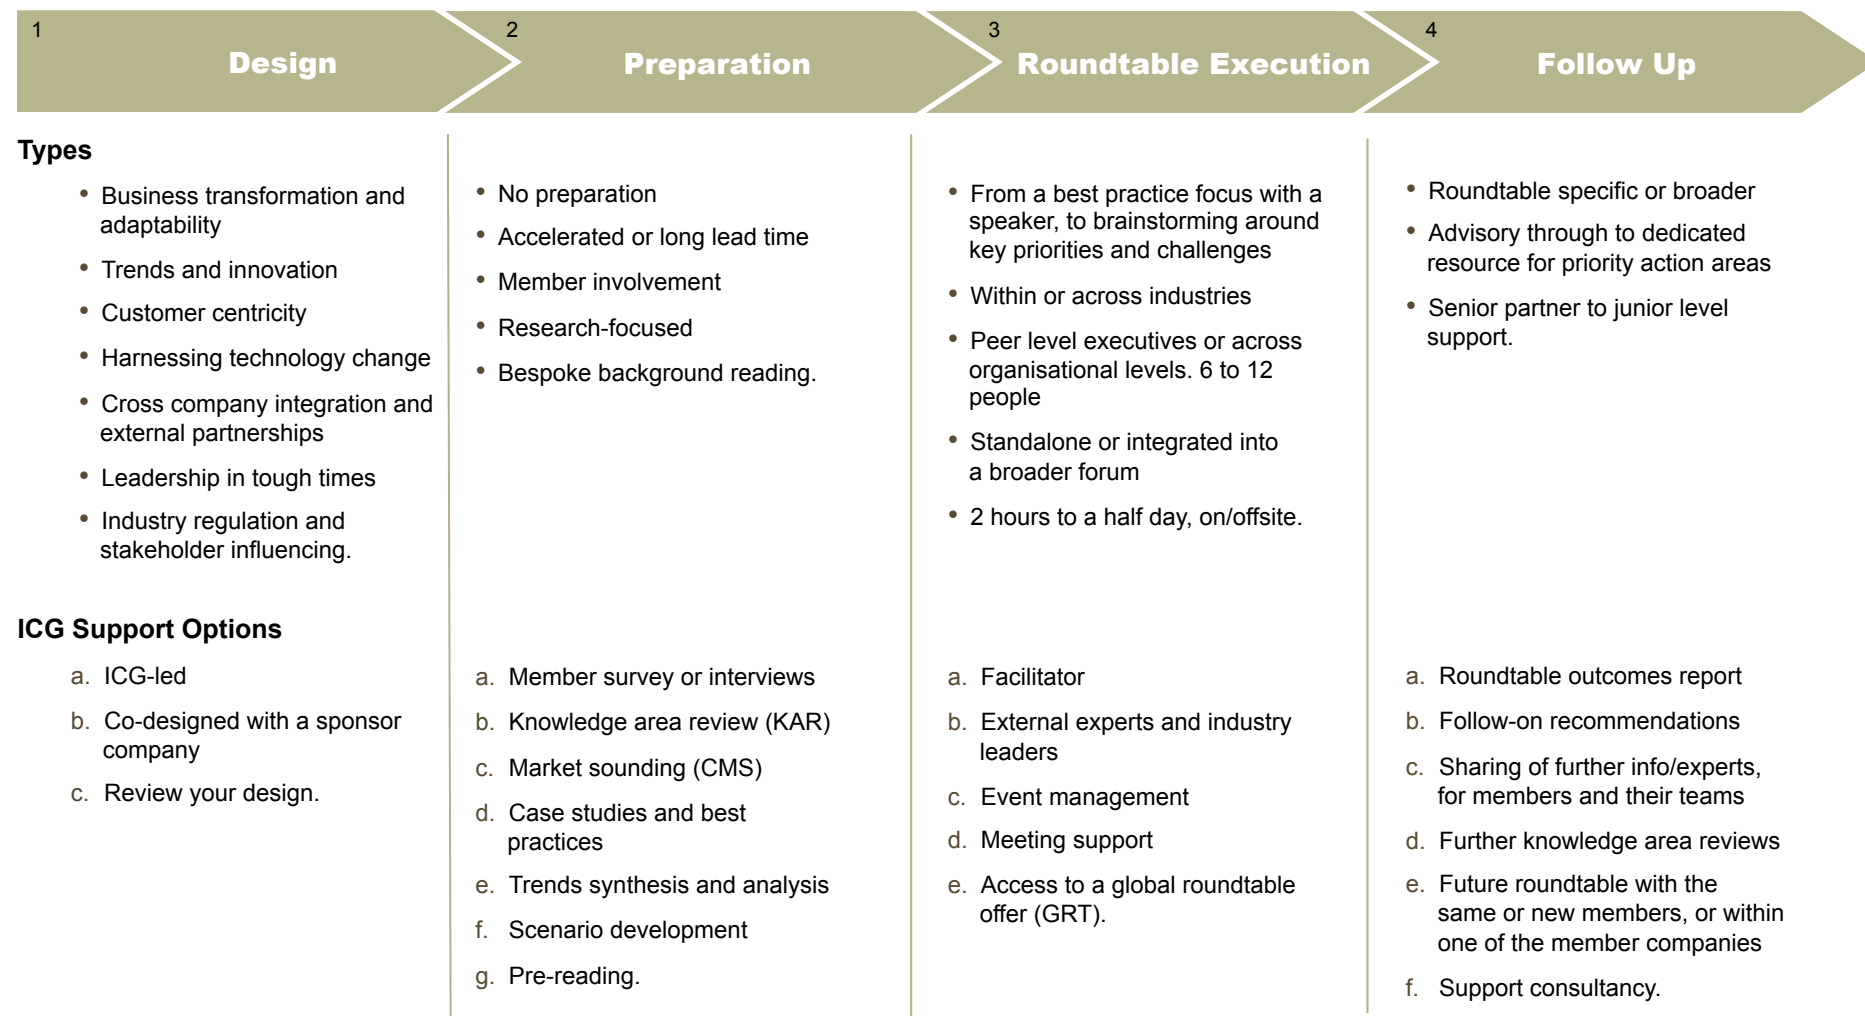 1
Design
2
Preparation
3
Roundtable Execution
4
Follow Up
Types
• Business transformation and
adaptability
• Trends and innovation
• Customer centricity
• Harnessing technology change
• Cross company integration and
external partnerships
• Leadership in tough times
• Industry regulation and
stakeholder influencing.
• No preparation
• Accelerated or long lead time
• Member involvement
• Research-focused
• Bespoke background reading.
• From a best practice focus with a
speaker, to brainstorming around
key priorities and challenges
• Within or across industries
• Peer level executives or across
organisational levels. 6 to 12
people
• Standalone or integrated into
a broader forum
• 2 hours to a half day, on/offsite.
• Roundtable specific or broader
• Advisory through to dedicated
resource for priority action areas
• Senior partner to junior level
support.
ICG Support Options
a. ICG-led
b. Co-designed with a sponsor
company
c. Review your design.
a. Member survey or interviews
b. Knowledge area review (KAR)
c. Market sounding (CMS)
d. Case studies and best
practices
e. Trends synthesis and analysis
f. Scenario development
g. Pre-reading.
a. Facilitator
b. External experts and industry
leaders
c. Event management
d. Meeting support
e. Access to a global roundtable
offer (GRT).
a. Roundtable outcomes report
b. Follow-on recommendations
c. Sharing of further info/experts,
for members and their teams
d. Further knowledge area reviews
e. Future roundtable with the
same or new members, or within
one of the member companies
f. Support consultancy.